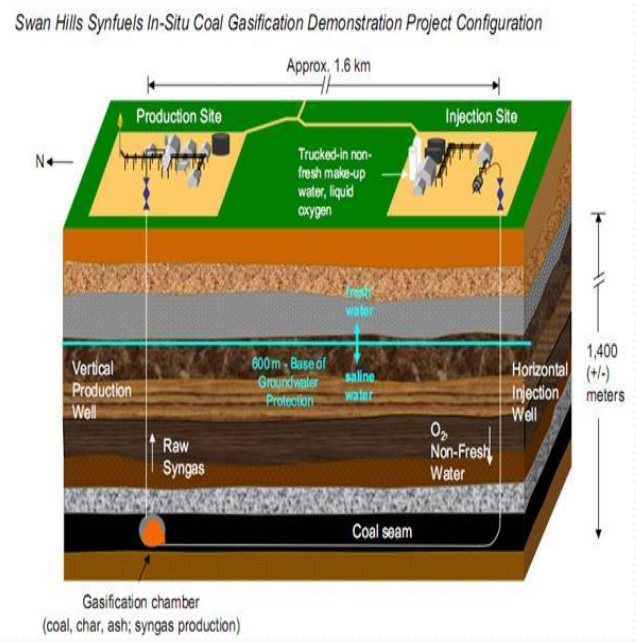 Swan Hills Synfuels In-Situ Coal Gasification Demonstration Project Configuration
Approx. 1.6 km
Production Site
Injection Site
N
Trucked-in non-
fresh make-up
water, liquid
oxygen
fresh
water
600 m - Base of
Groundwater
Protection
saline
water
1,400
(+/-)
meters
Vertical
Production
Well
Horizontal
Injection
Well
Raw
Syngas
O₂,
Non-Fresh
Water
Coal seam
Gasification chamber
(coal, char, ash; syngas production)